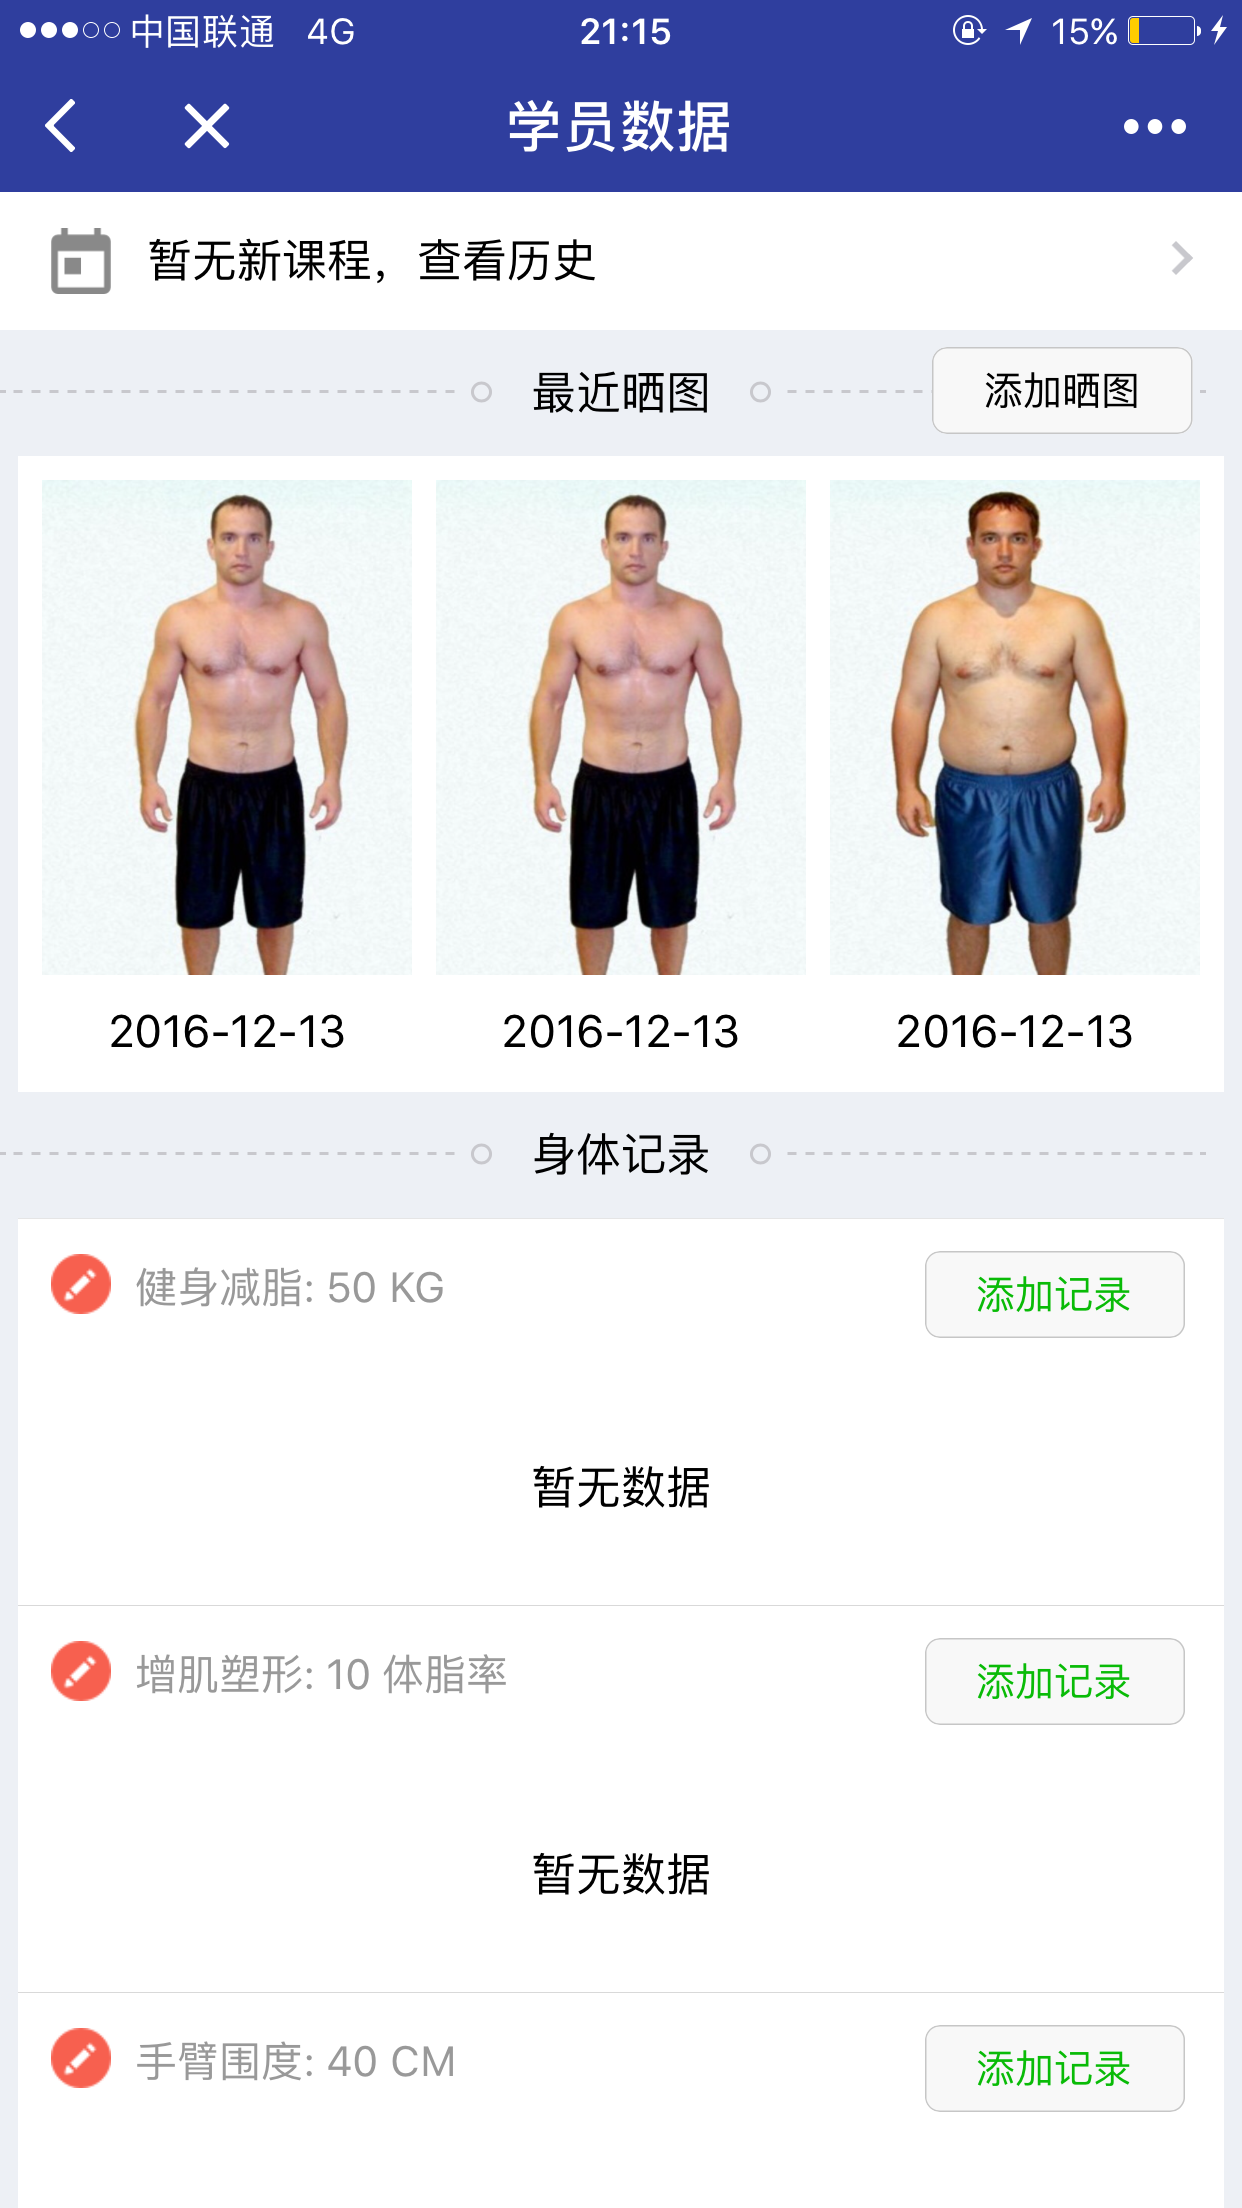 中国联通 4G 21:15 15%
学员数据
暂无新课程，查看历史
最近晒图 添加晒图
2016-12-13 2016-12-13 2016-12-13
身体记录
健身减脂: 50 KG 添加记录
暂无数据
增肌塑形: 10 体脂率 添加记录
暂无数据
手臂围度: 40 CM 添加记录